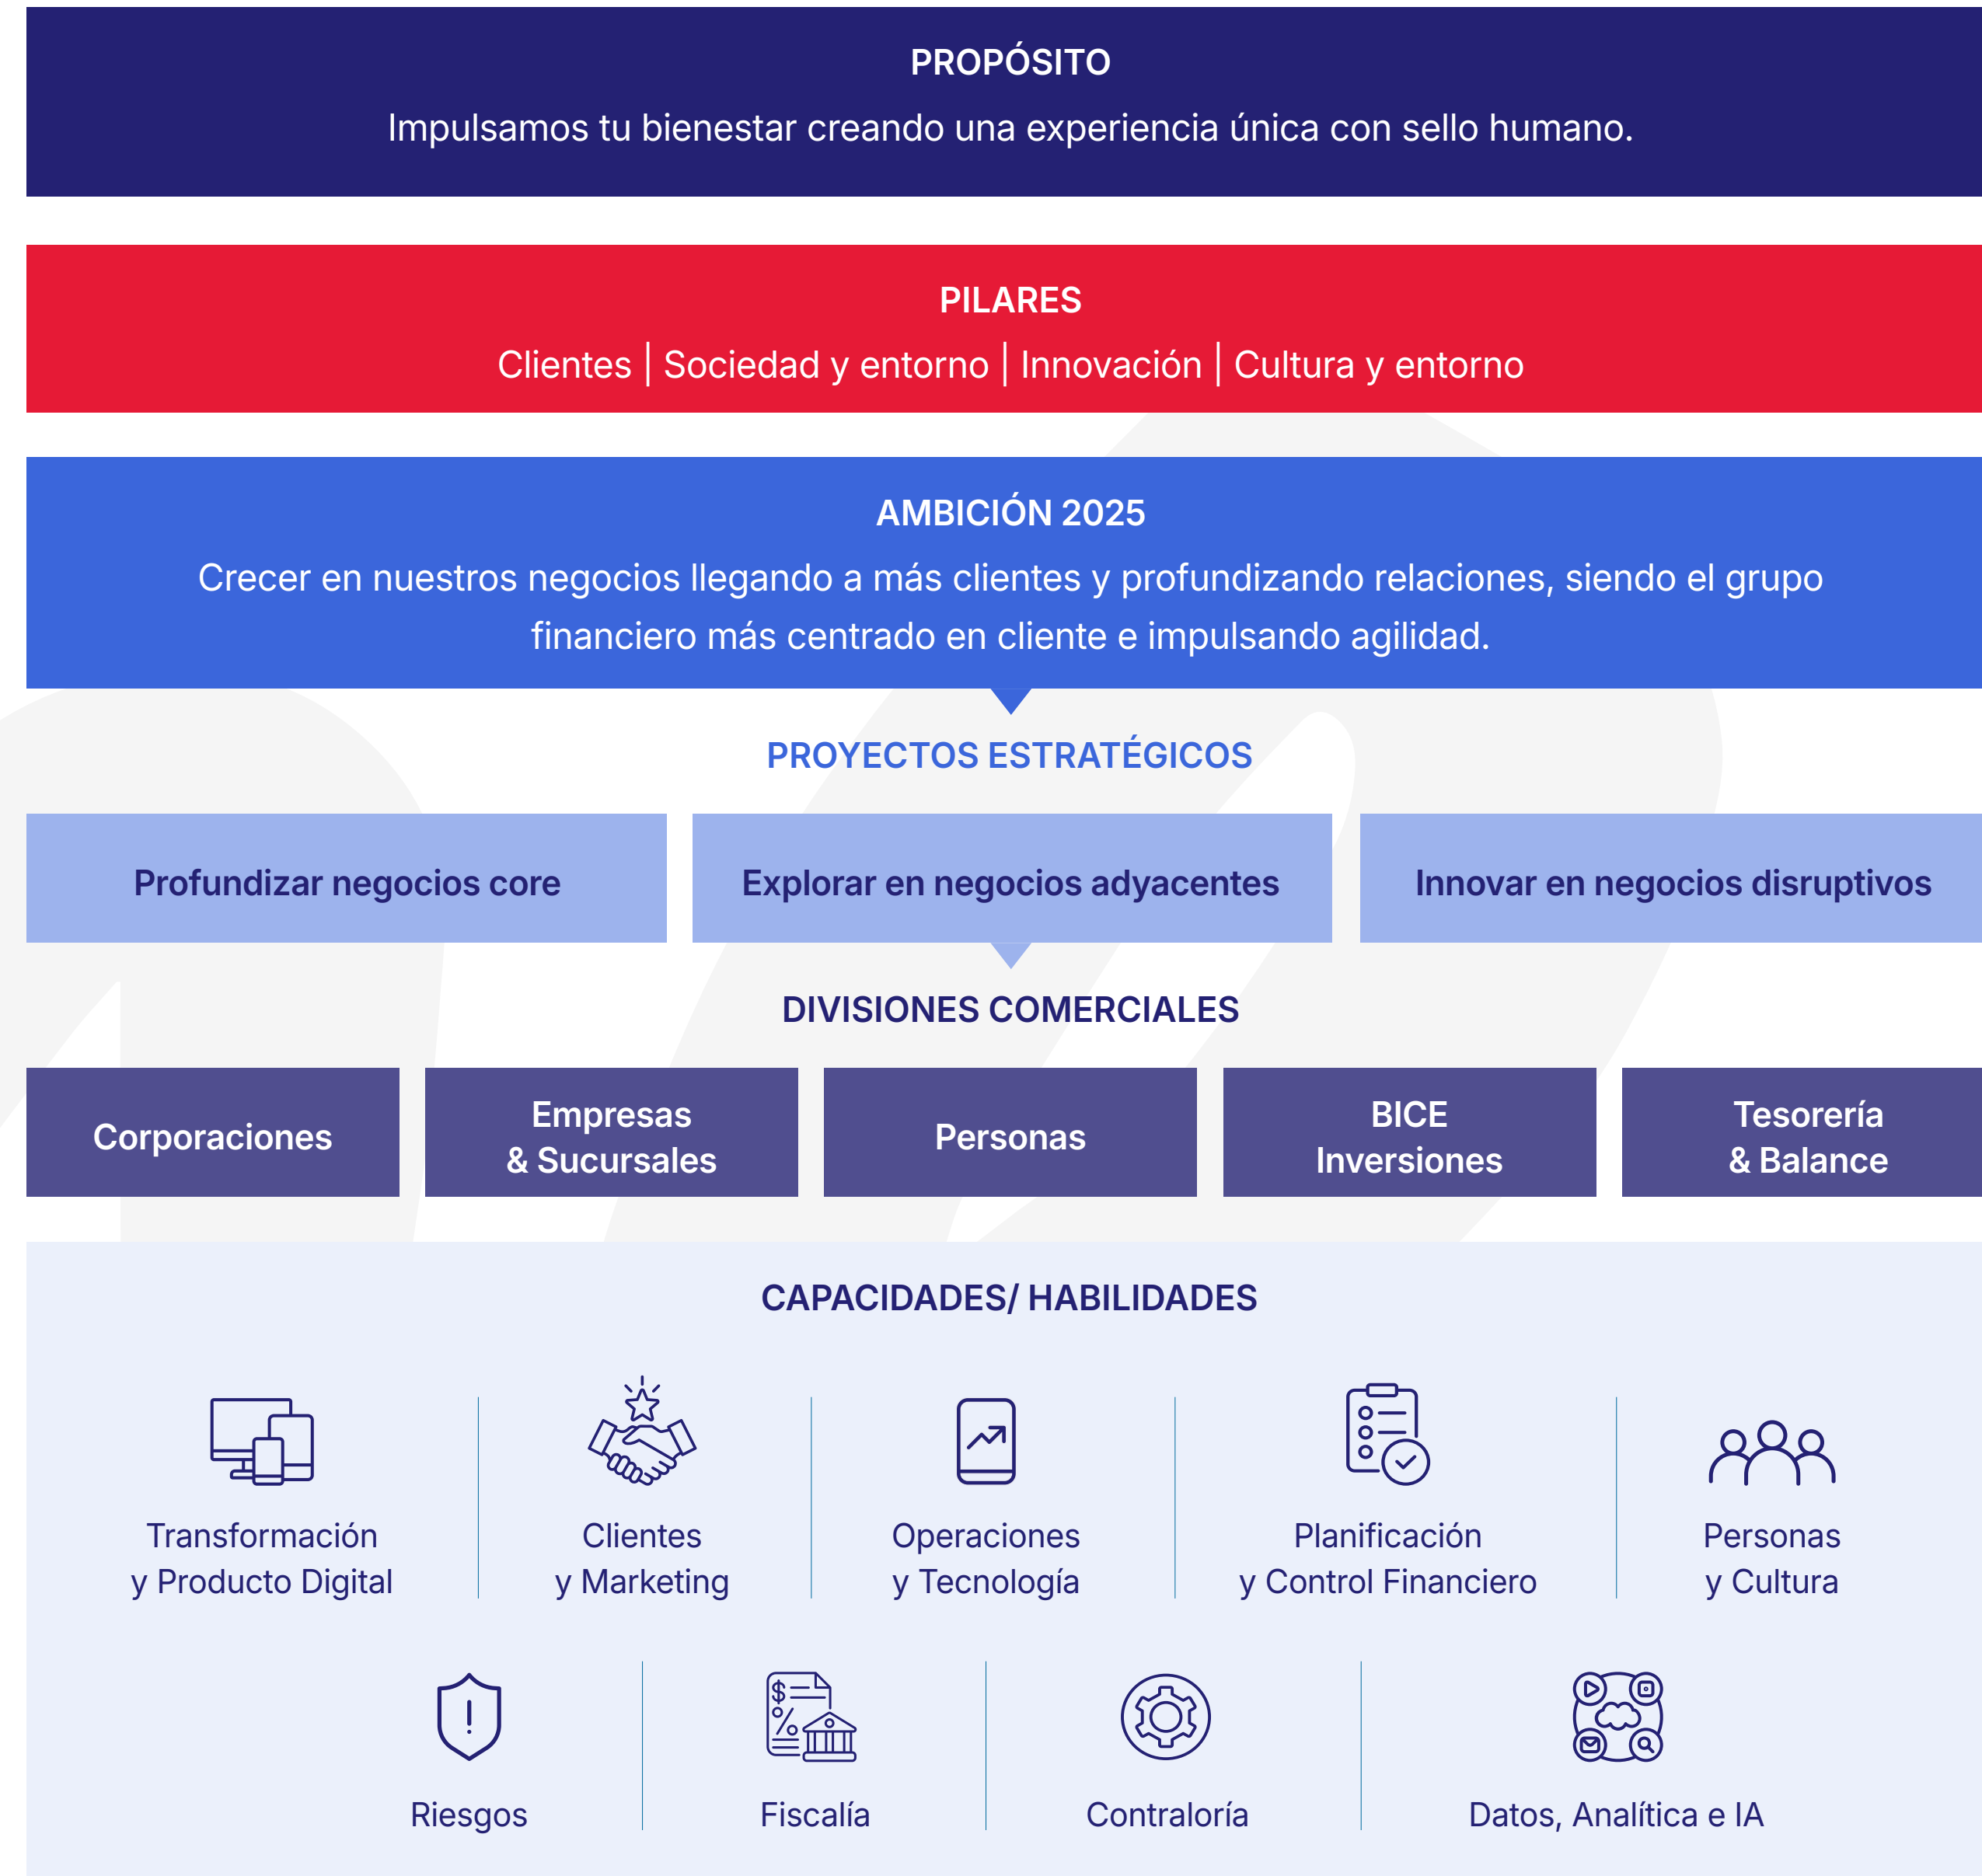 PROPÓSITO
Impulsamos tu bienestar creando una experiencia única con sello humano.
PILARES
Clientes | Sociedad y entorno | Innovación | Cultura y entorno
AMBICIÓN 2025
Crecer en nuestros negocios llegando a más clientes y profundizando relaciones, siendo el grupo
financiero más centrado en cliente e impulsando agilidad.
PROYECTOS ESTRATÉGICOS
Profundizar negocios core
Explorar en negocios adyacentes
Innovar en negocios disruptivos
DIVISIONES COMERCIALES
Corporaciones
Empresas
& Sucursales
Personas
BICE
Inversiones
Tesorería
& Balance
CAPACIDADES/ HABILIDADES
Transformación
y Producto Digital
Clientes
y Marketing
Operaciones
y Tecnología
Planificación
y Control Financiero
Personas
y Cultura
Riesgos
Fiscalía
Contraloría
Datos, Analítica e IA